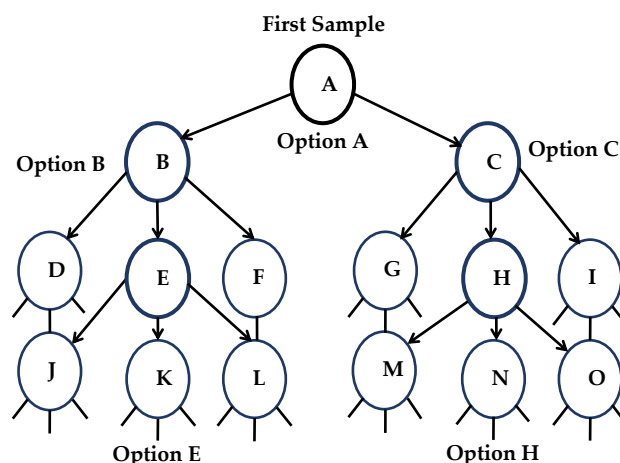 First Sample
A
Option A
Option B
B
C
Option C
D
E
F
G
H
I
J
K
L
M
N
O
Option E
Option H